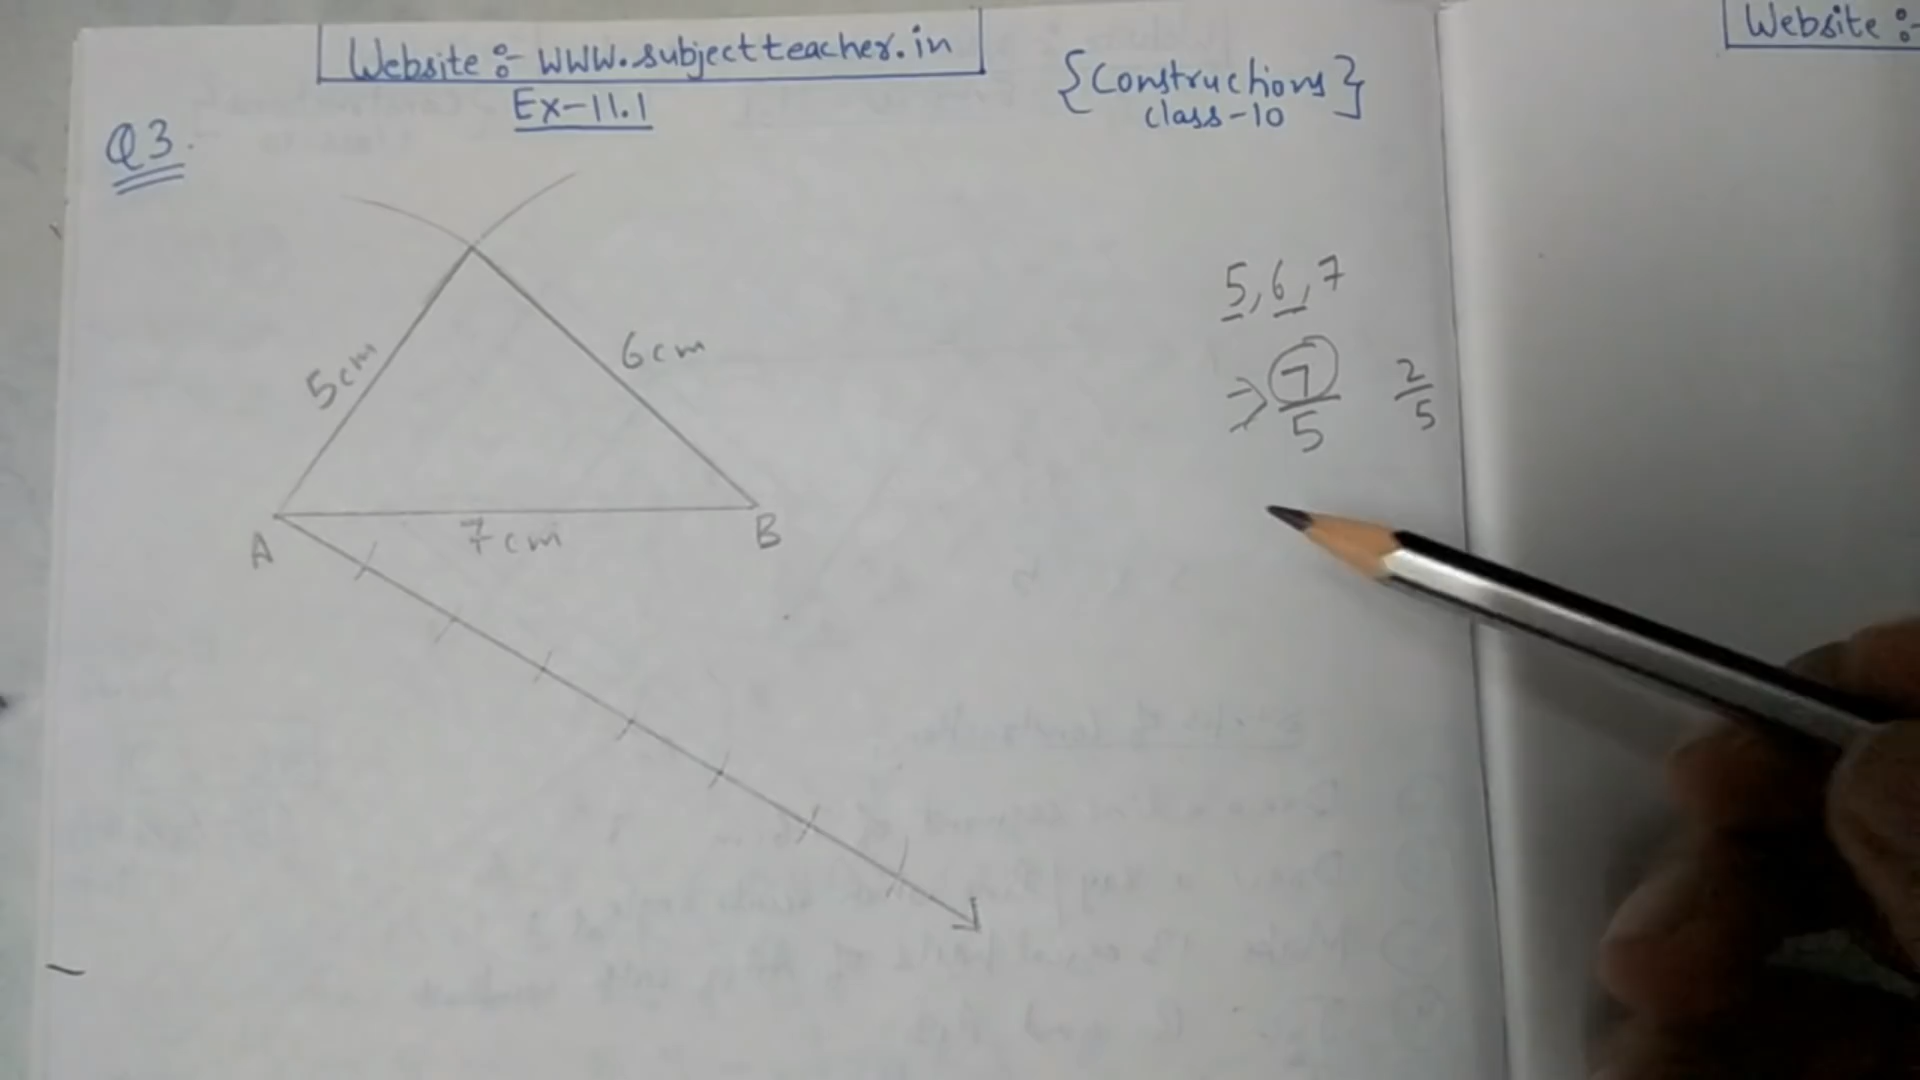 Website :- www.subjectteacher.in
Website :-
Ex-11.1
{Constructions}
class-10
Q3.
5,6,7
5cm
6cm
⇒ 7/5 2/5
A
7cm
B